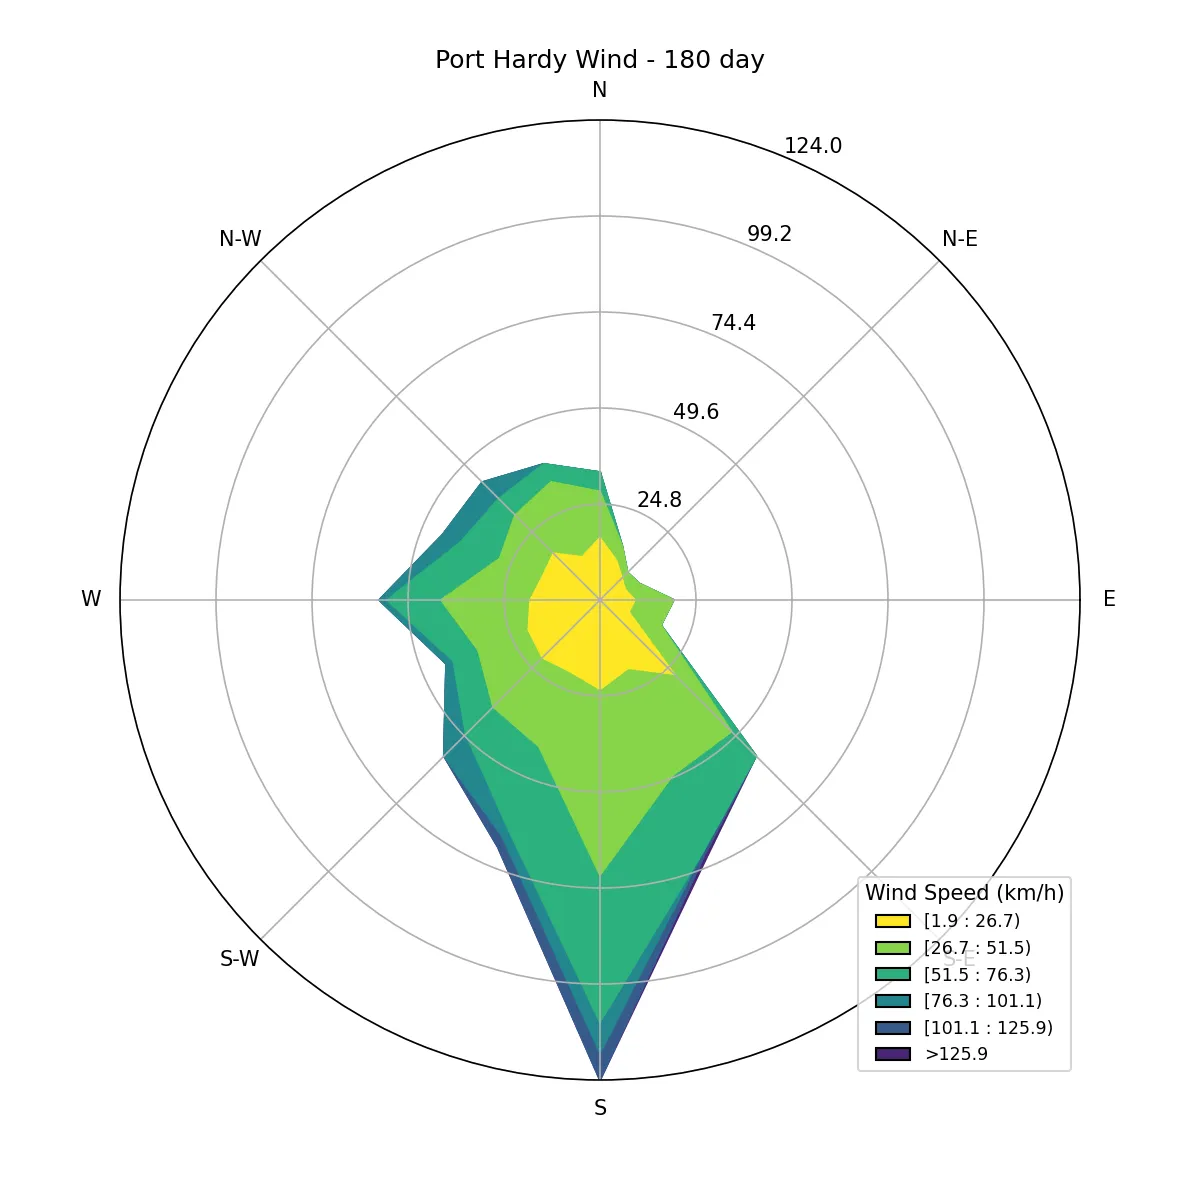 Port Hardy Wind - 180 day
N
124.0
N-W
99.2
N-E
74.4
49.6
24.8
W
E
Wind Speed (km/h)
[1.9 : 26.7)
[26.7 : 51.5)
S-W
S-E
[51.5 : 76.3)
[76.3 : 101.1)
[101.1 : 125.9)
>125.9
S